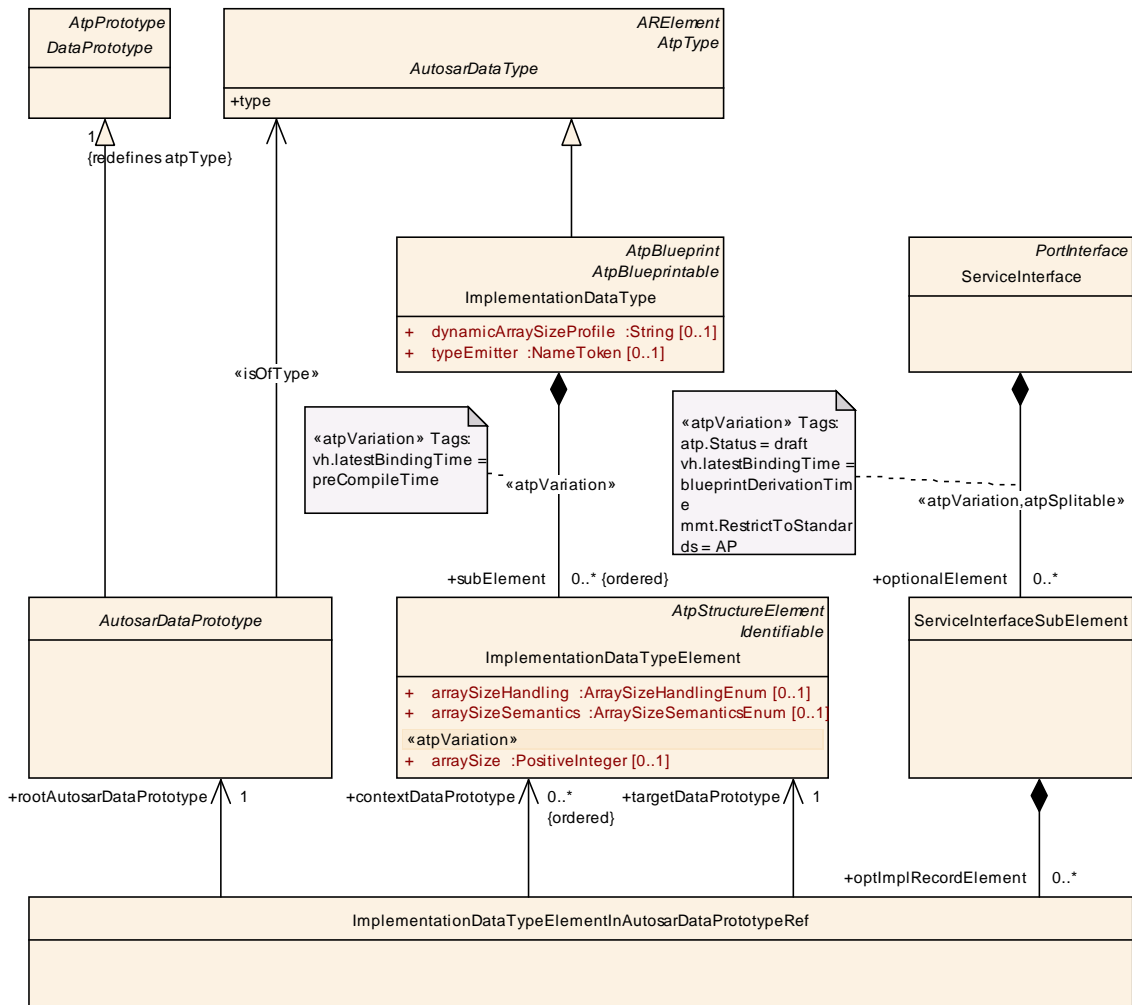 AtpPrototype
DataPrototype
ARElement
AtpType
AutosarDataType
+type
1
{redefines atpType}
AtpBlueprint
AtpBlueprintable
ImplementationDataType
+ dynamicArraySizeProfile :String [0..1]
+ typeEmitter :NameToken [0..1]
PortInterface
ServiceInterface
«isOfType»
«atpVariation» Tags:
vh.latestBindingTime =
preCompileTime
«atpVariation»
«atpVariation» Tags:
atp.Status = draft
vh.latestBindingTime =
blueprintDerivationTim
e
mmt.RestrictToStandar
ds = AP
«atpVariation,atpSplitable»
+subElement 0..* {ordered}
+optionalElement 0..*
AutosarDataPrototype
AtpStructureElement
Identifiable
ImplementationDataTypeElement
+ arraySizeHandling :ArraySizeHandlingEnum [0..1]
+ arraySizeSemantics :ArraySizeSemanticsEnum [0..1]
«atpVariation»
+ arraySize :PositiveInteger [0..1]
ServiceInterfaceSubElement
+rootAutosarDataPrototype 1
+contextDataPrototype 0..*
{ordered}
+targetDataPrototype 1
+optImplRecordElement 0..*
ImplementationDataTypeElementInAutosarDataPrototypeRef